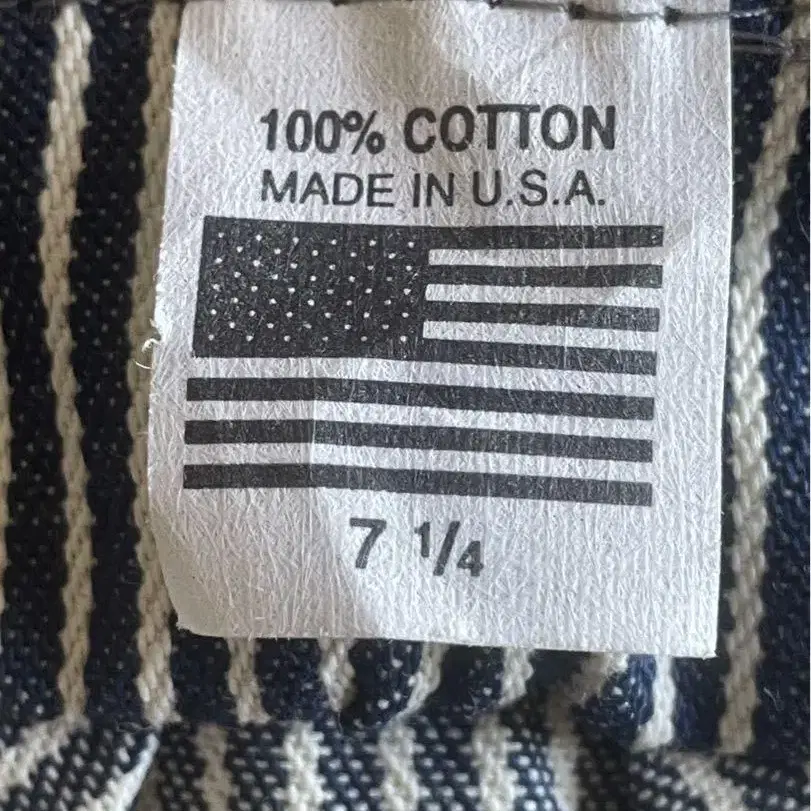 100% COTTON
MADE IN U.S.A.
7 1/4